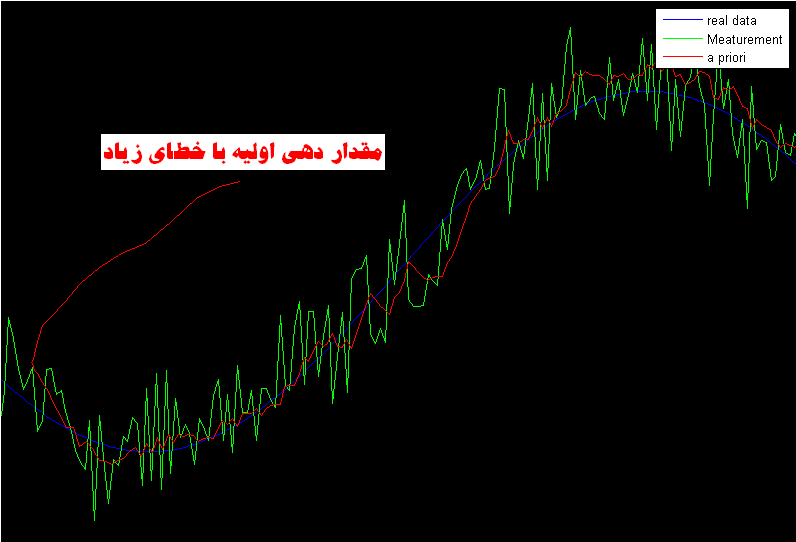 real data
Meaturement
a priori
مقدار دهی اولیه با خطای زیاد